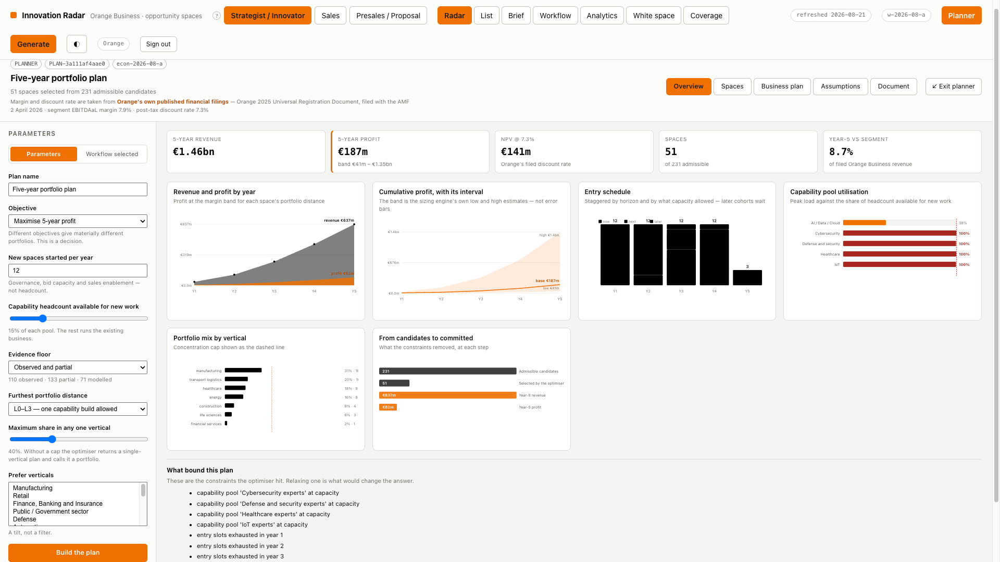 Innovation Radar
Orange Business · opportunity spaces
?
Strategist / Innovator
Sales
Presales / Proposal
Radar
List
Brief
Workflow
Analytics
White space
Coverage
refreshed 2026-08-21
w-2026-08-a
Planner
Generate
Orange
Sign out
PLANNER
PLAN-3a111af4aae0
econ-2026-08-a
Five-year portfolio plan
51 spaces selected from 231 admissible candidates
Margin and discount rate are taken from Orange's own published financial filings — Orange 2025 Universal Registration Document, filed with the AMF
2 April 2026 · segment EBITDAaL margin 7.9% · post-tax discount rate 7.3%
Overview
Spaces
Business plan
Assumptions
Document
↙ Exit planner
PARAMETERS
Parameters
Workflow selected
Plan name
Five-year portfolio plan
Objective
Maximise 5-year profit
Different objectives give materially different
portfolios. This is a decision.
New spaces started per year
12
Governance, bid capacity and sales enablement —
not headcount.
Capability headcount available for new work
15% of each pool. The rest runs the existing
business.
Evidence floor
Observed and partial
110 observed · 133 partial · 71 modelled
Furthest portfolio distance
L0–L3 — one capability build allowed
Maximum share in any one vertical
40%. Without a cap the optimiser returns a single-
vertical plan and calls it a portfolio.
Prefer verticals
Manufacturing
Retail
Finance, Banking and Insurance
Public / Government sector
Defense
A tilt, not a filter.
Build the plan
5-YEAR REVENUE
€1.46bn
5-YEAR PROFIT
€187m
band €41m – €1.35bn
NPV @ 7.3%
€141m
Orange's filed discount rate
SPACES
51
of 231 admissible
YEAR-5 VS SEGMENT
8.7%
of filed Orange Business revenue
Revenue and profit by year
Profit at the margin band for each space's portfolio distance
revenue €637m
€637m
€319m
profit €82m
€0.0m
Y1
Y2
Y3
Y4
Y5
Cumulative profit, with its interval
The band is the sizing engine's own low and high estimates — not error
bars
€1.4bn
high €1.4bn
€676m
base €187m
low €41m
€0.0m
Y1
Y2
Y3
Y4
Y5
Entry schedule
Staggered by horizon and by what capacity allowed — later cohorts wait
now
12
next
12
later
12
12
3
Y1
Y2
Y3
Y4
Y5
Capability pool utilisation
Peak load against the share of headcount available for new work
AI / Data / Cloud
38%
Cybersecurity
100%
Defense and security
100%
Healthcare
100%
IoT
100%
Portfolio mix by vertical
Concentration cap shown as the dashed line
manufacturing
31% · 16
transport logistics
20% · 1
healthcare
18% · 9
energy
16% · 8
construction
8% · 4
life sciences
6% · 3
financial services
2% · 1
From candidates to committed
What the constraints removed, at each step
231
Admissible candidates
51
Selected by the optimiser
€637m
Year-5 revenue
€82m
Year-5 profit
What bound this plan
These are the constraints the optimiser hit. Relaxing one is what would change the answer.
• capability pool 'Cybersecurity experts' at capacity
• capability pool 'Defense and security experts' at capacity
• capability pool 'Healthcare experts' at capacity
• capability pool 'IoT experts' at capacity
• entry slots exhausted in year 1
• entry slots exhausted in year 2
• entry slots exhausted in year 3